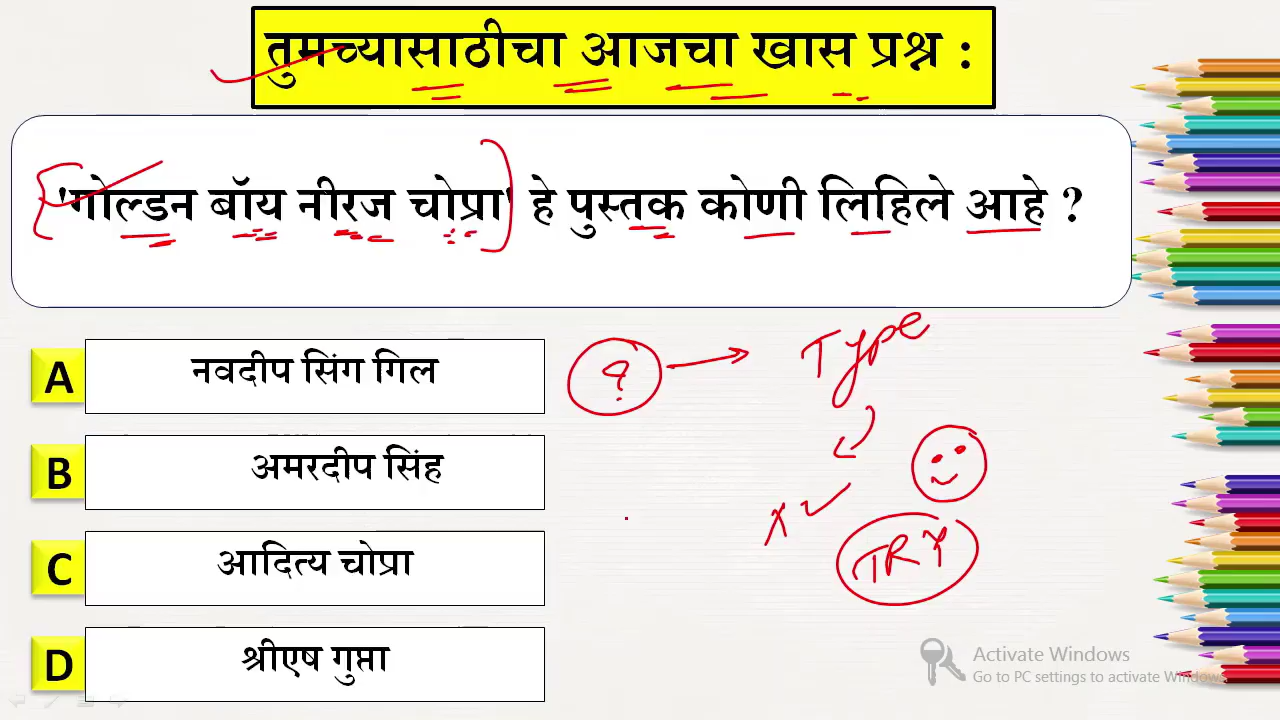 तुमच्यासाठीचा आजचा खास प्रश्न :
'गोल्डन बॉय नीरज चोप्रा' हे पुस्तक कोणी लिहिले आहे ?
A नवदीप सिंग गिल
B अमरदीप सिंह
C आदित्य चोप्रा
D श्रीएष गुप्ता
? Type
TRY
Activate Windows
Go to PC settings to activate Windows.